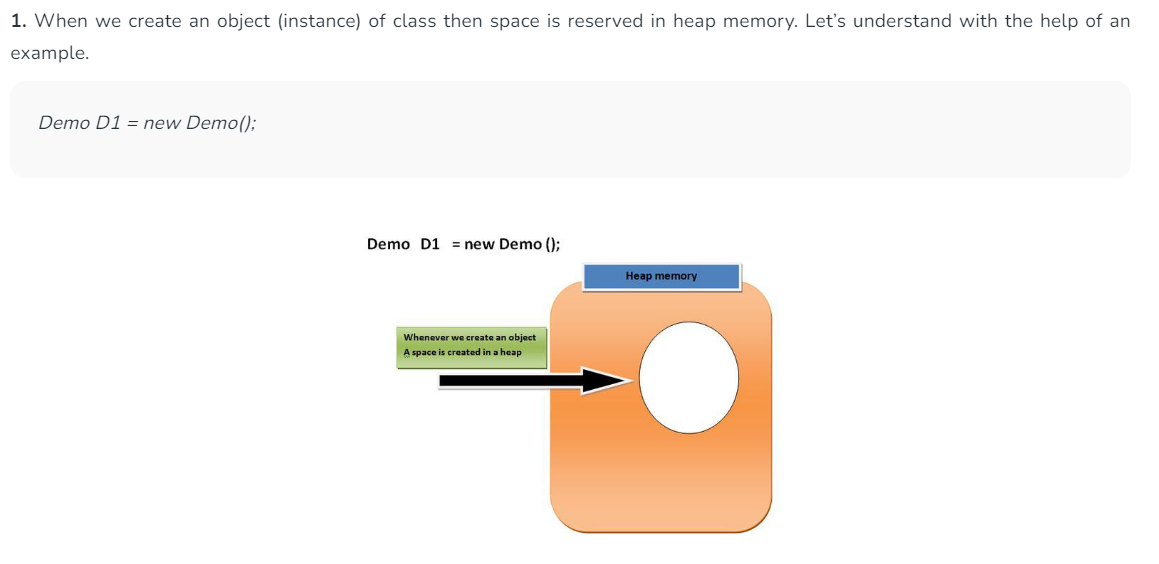 1. When we create an object (instance) of class then space is reserved in heap memory. Let’s understand with the help of an
example.
Demo D1 = new Demo();
Demo D1 = new Demo ();
Heap memory
Whenever we create an object
A space is created in a heap